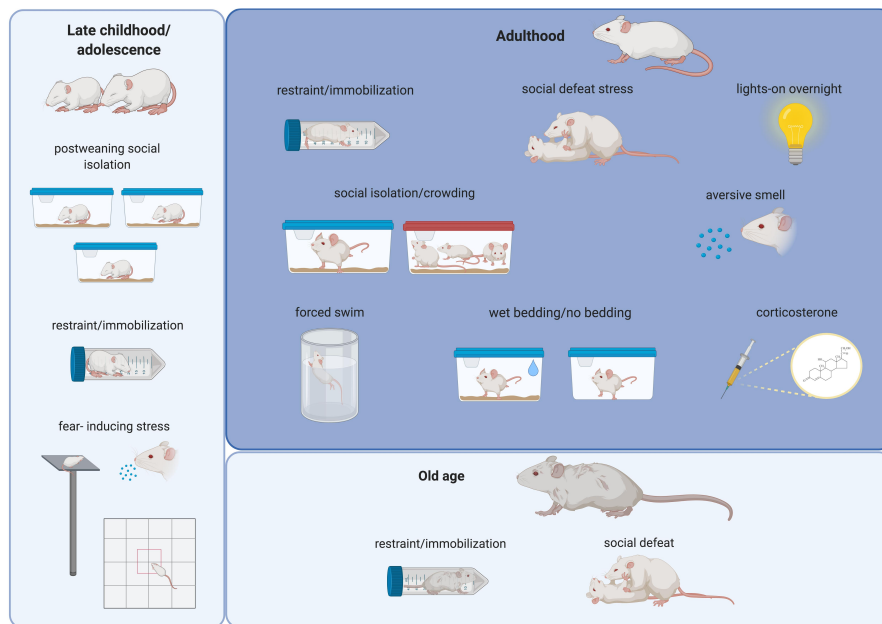 Late childhood/
adolescence
postweaning social
isolation
restraint/immobilization
fear- inducing stress
Adulthood
restraint/immobilization
social defeat stress
lights-on overnight
social isolation/crowding
aversive smell
forced swim
wet bedding/no bedding
corticosterone
Old age
restraint/immobilization
social defeat